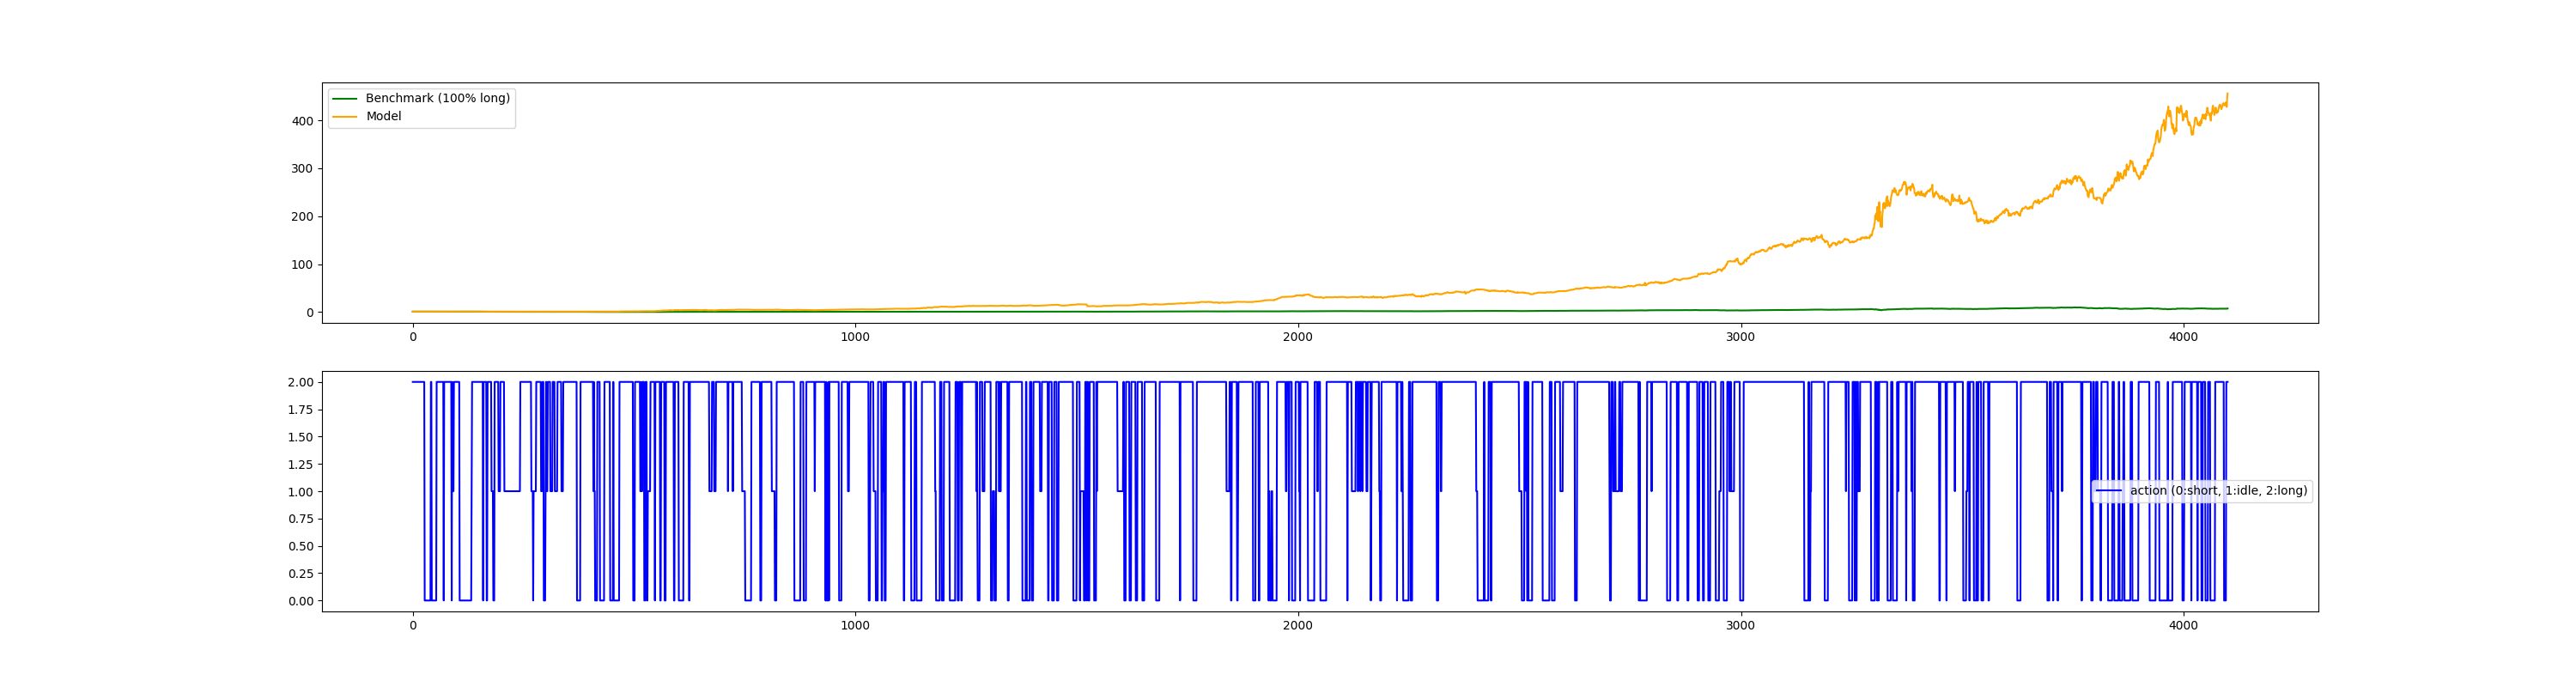 Benchmark (100% long)
Model
400
300
200
100
0
0 1000 2000 3000 4000
2.00
1.75
1.50
1.25
1.00
action (0:short, 1:idle, 2:long)
0.75
0.50
0.25
0.00
0 1000 2000 3000 4000